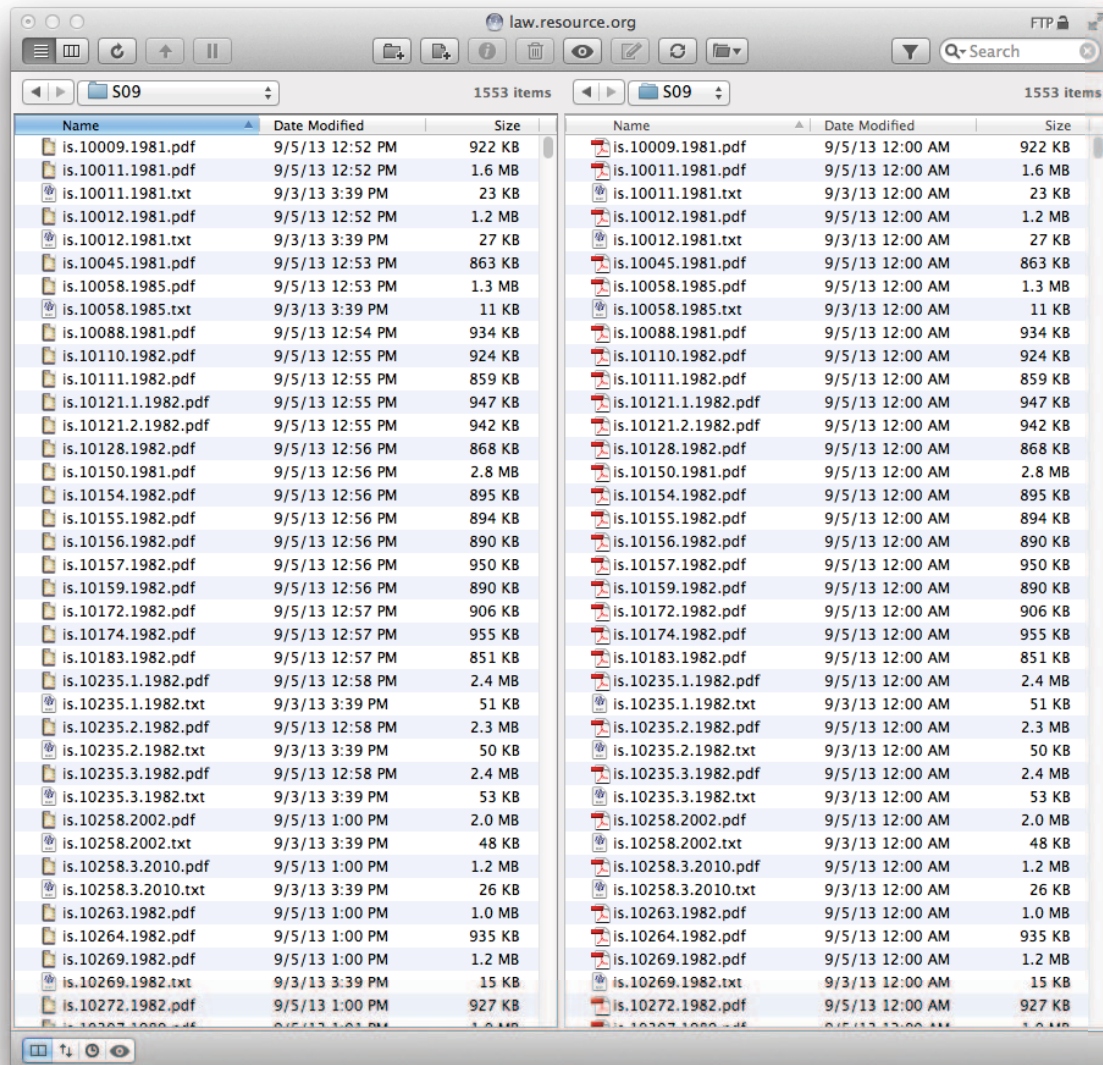 law.resource.org
FTP
Search
S09 1553 items S09 1553 items
Name Date Modified Size Name Date Modified Size
is.10009.1981.pdf 9/5/13 12:52 PM 922 KB is.10009.1981.pdf 9/5/13 12:00 AM 922 KB
is.10011.1981.pdf 9/5/13 12:52 PM 1.6 MB is.10011.1981.pdf 9/5/13 12:00 AM 1.6 MB
is.10011.1981.txt 9/3/13 3:39 PM 23 KB is.10011.1981.txt 9/3/13 12:00 AM 23 KB
is.10012.1981.pdf 9/5/13 12:52 PM 1.2 MB is.10012.1981.pdf 9/5/13 12:00 AM 1.2 MB
is.10012.1981.txt 9/3/13 3:39 PM 27 KB is.10012.1981.txt 9/3/13 12:00 AM 27 KB
is.10045.1981.pdf 9/5/13 12:53 PM 863 KB is.10045.1981.pdf 9/5/13 12:00 AM 863 KB
is.10058.1985.pdf 9/5/13 12:53 PM 1.3 MB is.10058.1985.pdf 9/5/13 12:00 AM 1.3 MB
is.10058.1985.txt 9/3/13 3:39 PM 11 KB is.10058.1985.txt 9/3/13 12:00 AM 11 KB
is.10088.1981.pdf 9/5/13 12:54 PM 934 KB is.10088.1981.pdf 9/5/13 12:00 AM 934 KB
is.10110.1982.pdf 9/5/13 12:55 PM 924 KB is.10110.1982.pdf 9/5/13 12:00 AM 924 KB
is.10111.1982.pdf 9/5/13 12:55 PM 859 KB is.10111.1982.pdf 9/5/13 12:00 AM 859 KB
is.10121.1.1982.pdf 9/5/13 12:55 PM 947 KB is.10121.1.1982.pdf 9/5/13 12:00 AM 947 KB
is.10121.2.1982.pdf 9/5/13 12:55 PM 942 KB is.10121.2.1982.pdf 9/5/13 12:00 AM 942 KB
is.10128.1982.pdf 9/5/13 12:56 PM 868 KB is.10128.1982.pdf 9/5/13 12:00 AM 868 KB
is.10150.1981.pdf 9/5/13 12:56 PM 2.8 MB is.10150.1981.pdf 9/5/13 12:00 AM 2.8 MB
is.10154.1982.pdf 9/5/13 12:56 PM 895 KB is.10154.1982.pdf 9/5/13 12:00 AM 895 KB
is.10155.1982.pdf 9/5/13 12:56 PM 894 KB is.10155.1982.pdf 9/5/13 12:00 AM 894 KB
is.10156.1982.pdf 9/5/13 12:56 PM 890 KB is.10156.1982.pdf 9/5/13 12:00 AM 890 KB
is.10157.1982.pdf 9/5/13 12:56 PM 950 KB is.10157.1982.pdf 9/5/13 12:00 AM 950 KB
is.10159.1982.pdf 9/5/13 12:56 PM 890 KB is.10159.1982.pdf 9/5/13 12:00 AM 890 KB
is.10172.1982.pdf 9/5/13 12:57 PM 906 KB is.10172.1982.pdf 9/5/13 12:00 AM 906 KB
is.10174.1982.pdf 9/5/13 12:57 PM 955 KB is.10174.1982.pdf 9/5/13 12:00 AM 955 KB
is.10183.1982.pdf 9/5/13 12:57 PM 851 KB is.10183.1982.pdf 9/5/13 12:00 AM 851 KB
is.10235.1.1982.pdf 9/5/13 12:58 PM 2.4 MB is.10235.1.1982.pdf 9/5/13 12:00 AM 2.4 MB
is.10235.1.1982.txt 9/3/13 3:39 PM 51 KB is.10235.1.1982.txt 9/3/13 12:00 AM 51 KB
is.10235.2.1982.pdf 9/5/13 12:58 PM 2.3 MB is.10235.2.1982.pdf 9/5/13 12:00 AM 2.3 MB
is.10235.2.1982.txt 9/3/13 3:39 PM 50 KB is.10235.2.1982.txt 9/3/13 12:00 AM 50 KB
is.10235.3.1982.pdf 9/5/13 12:58 PM 2.4 MB is.10235.3.1982.pdf 9/5/13 12:00 AM 2.4 MB
is.10235.3.1982.txt 9/3/13 3:39 PM 53 KB is.10235.3.1982.txt 9/3/13 12:00 AM 53 KB
is.10258.2002.pdf 9/5/13 1:00 PM 2.0 MB is.10258.2002.pdf 9/5/13 12:00 AM 2.0 MB
is.10258.2002.txt 9/3/13 3:39 PM 48 KB is.10258.2002.txt 9/3/13 12:00 AM 48 KB
is.10258.3.2010.pdf 9/5/13 1:00 PM 1.2 MB is.10258.3.2010.pdf 9/5/13 12:00 AM 1.2 MB
is.10258.3.2010.txt 9/3/13 3:39 PM 26 KB is.10258.3.2010.txt 9/3/13 12:00 AM 26 KB
is.10263.1982.pdf 9/5/13 1:00 PM 1.0 MB is.10263.1982.pdf 9/5/13 12:00 AM 1.0 MB
is.10264.1982.pdf 9/5/13 1:00 PM 935 KB is.10264.1982.pdf 9/5/13 12:00 AM 935 KB
is.10269.1982.pdf 9/5/13 1:00 PM 1.2 MB is.10269.1982.pdf 9/5/13 12:00 AM 1.2 MB
is.10269.1982.txt 9/3/13 3:39 PM 15 KB is.10269.1982.txt 9/3/13 12:00 AM 15 KB
is.10272.1982.pdf 9/5/13 1:00 PM 927 KB is.10272.1982.pdf 9/5/13 12:00 AM 927 KB